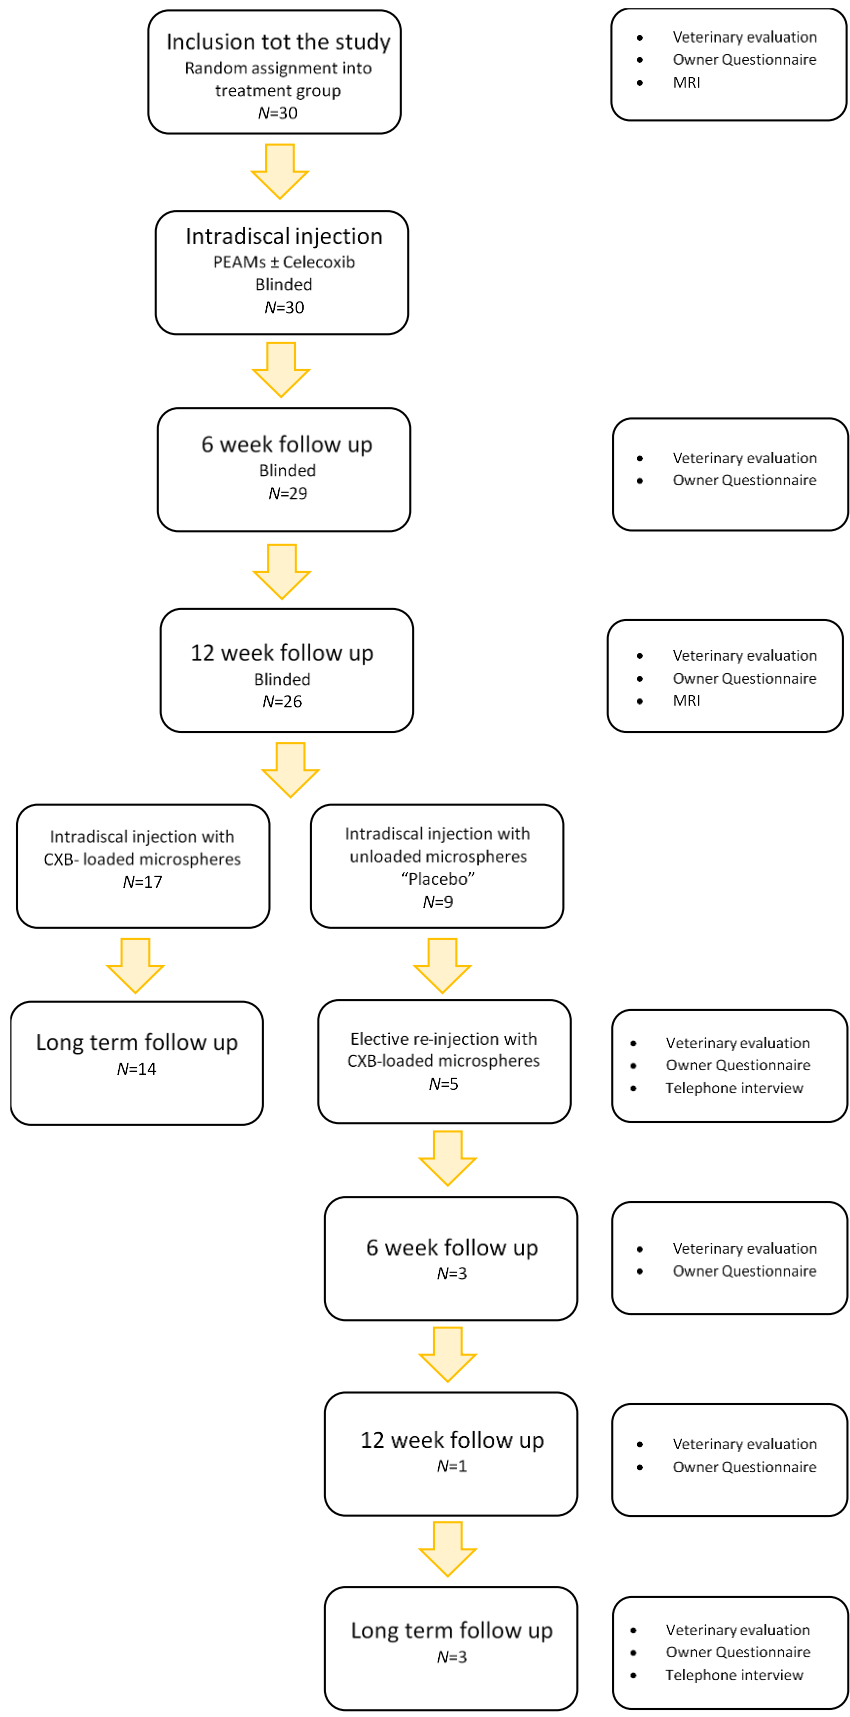 Inclusion tot the study
Random assignment into
treatment group
N=30
• Veterinary evaluation
• Owner Questionnaire
• MRI
Intradiscal injection
PEAMs ± Celecoxib
Blinded
N=30
6 week follow up
Blinded
N=29
• Veterinary evaluation
• Owner Questionnaire
12 week follow up
Blinded
N=26
• Veterinary evaluation
• Owner Questionnaire
• MRI
Intradiscal injection with
CXB- loaded microspheres
N=17
Intradiscal injection with
unloaded microspheres
“Placebo”
N=9
Long term follow up
N=14
Elective re-injection with
CXB-loaded microspheres
N=5
• Veterinary evaluation
• Owner Questionnaire
• Telephone interview
6 week follow up
N=3
• Veterinary evaluation
• Owner Questionnaire
12 week follow up
N=1
• Veterinary evaluation
• Owner Questionnaire
Long term follow up
N=3
• Veterinary evaluation
• Owner Questionnaire
• Telephone interview